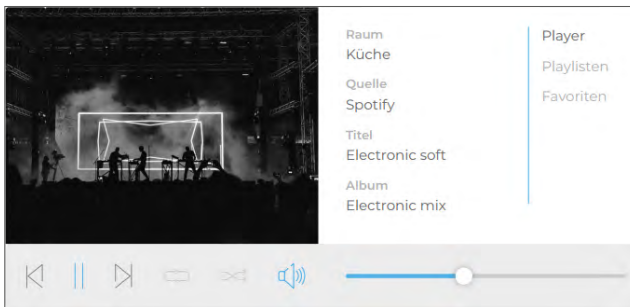 Raum
Küche
Quelle
Spotify
Titel
Electronic soft
Album
Electronic mix
Player
Playlisten
Favoriten